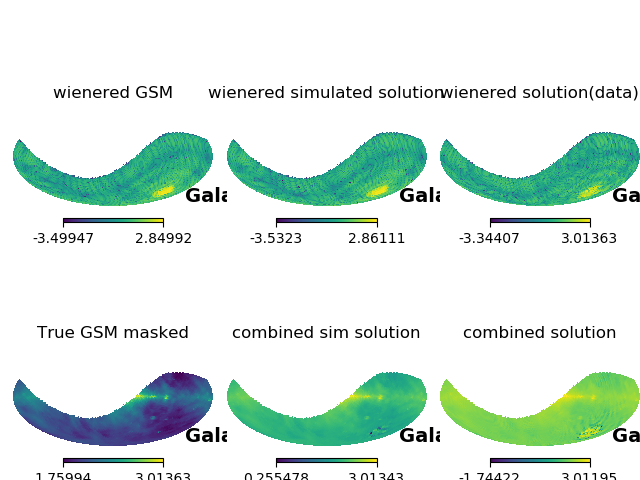 wienered GSM
wienered simulated solution
wienered solution(data)
Gala
Gala
Ga
-3.49947 2.84992
-3.5323 2.86111
-3.34407 3.01363
True GSM masked
combined sim solution
combined solution
Gala
Gala
Ga
1.75994 3.01363
0.255478 3.01343
-1.74422 3.01195